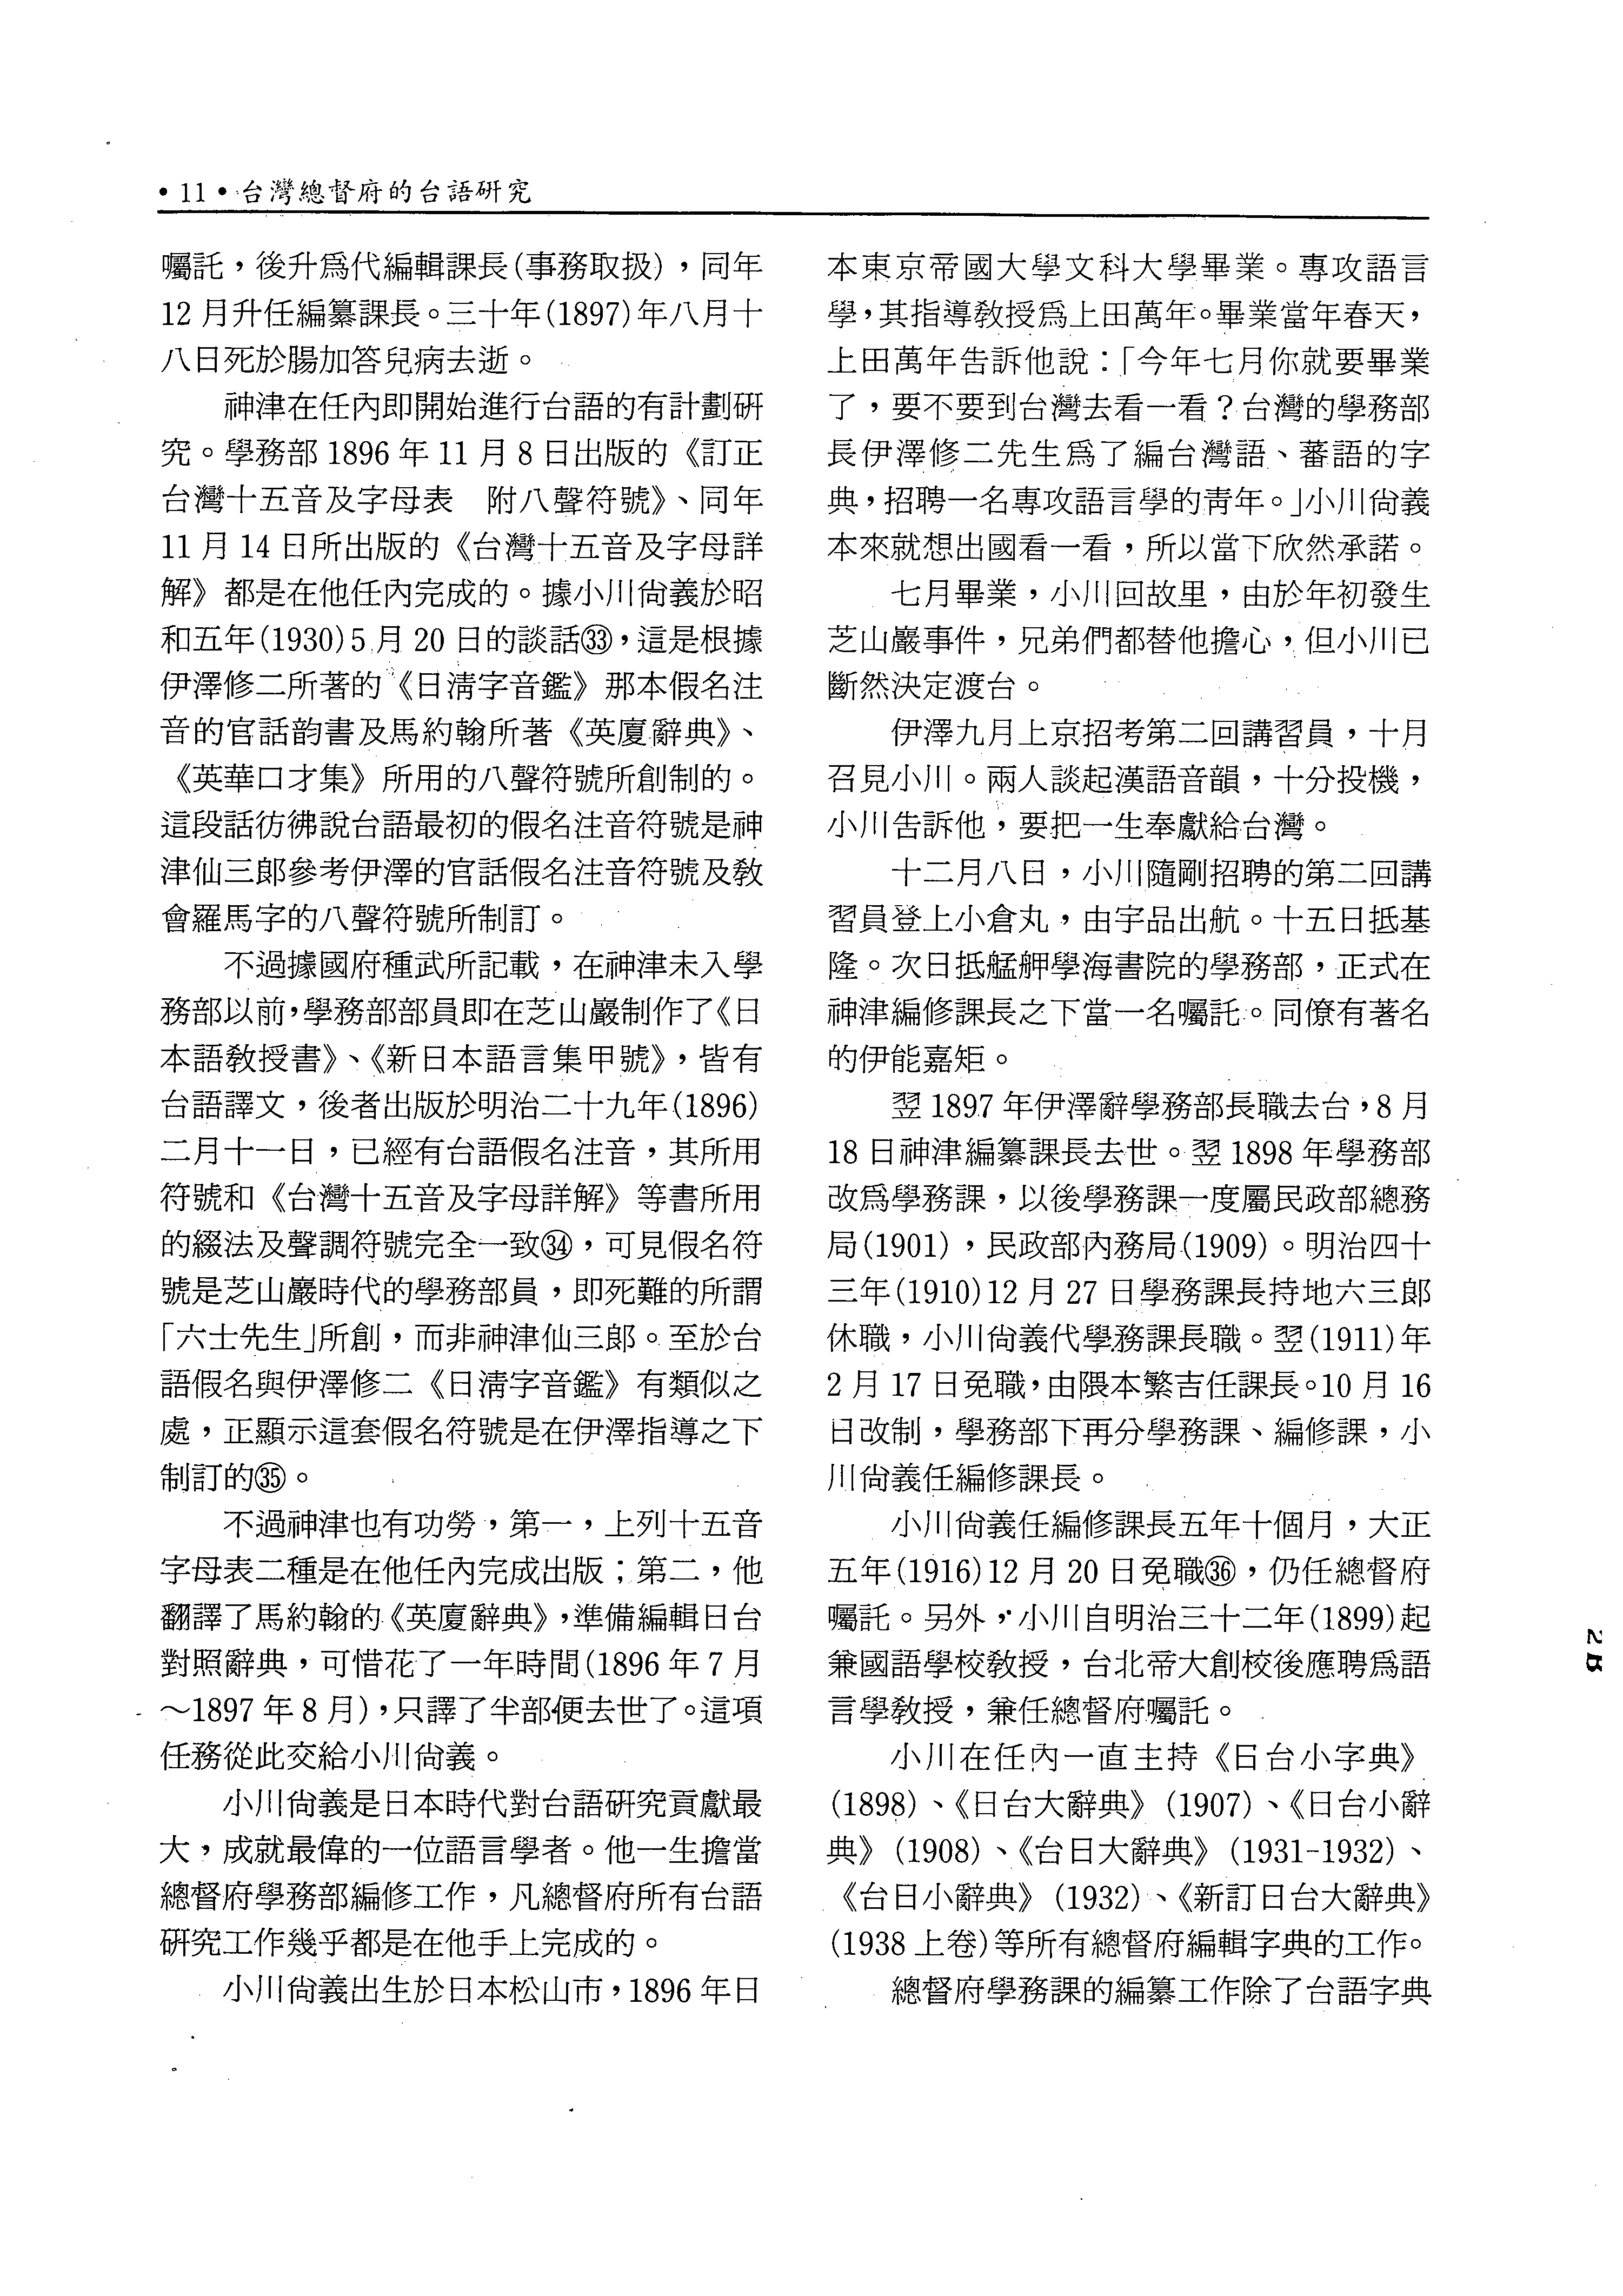 •11•台灣總督府的台語研究
囑託，後升爲代編輯課長(事務取扱)，同年
12月升任編纂課長。三十年(1897)年八月十
八日死於腸加答兒病去逝。
神津在任內即開始進行台語的有計劃研
究。學務部1896年11月8日出版的《訂正
台灣十五音及字母表　附八聲符號》、同年
11月14日所出版的《台灣十五音及字母詳
解》都是在他任內完成的。據小川尙義於昭
和五年(1930)5月20日的談話㉝，這是根據
伊澤修二所著的《日淸字音鑑》那本假名注
音的官話韵書及馬約翰所著《英廈辭典》、
《英華口才集》所用的八聲符號所創制的。
這段話彷彿說台語最初的假名注音符號是神
津仙三郎參考伊澤的官話假名注音符號及敎
會羅馬字的八聲符號所制訂。
不過據國府種武所記載，在神津未入學
務部以前，學務部部員即在芝山巖制作了《日
本語敎授書》、《新日本語言集甲號》，皆有
台語譯文，後者出版於明治二十九年(1896)
二月十一日，已經有台語假名注音，其所用
符號和《台灣十五音及字母詳解》等書所用
的綴法及聲調符號完全一致㉞，可見假名符
號是芝山巖時代的學務部員，即死難的所謂
「六士先生」所創，而非神津仙三郎。至於台
語假名與伊澤修二《日淸字音鑑》有類似之
處，正顯示這套假名符號是在伊澤指導之下
制訂的㉟。
不過神津也有功勞，第一，上列十五音
字母表二種是在他任內完成出版；第二，他
翻譯了馬約翰的《英廈辭典》，準備編輯日台
對照辭典，可惜花了一年時間(1896年7月
～1897年8月)，只譯了半部便去世了。這項
任務從此交給小川尙義。
小川尙義是日本時代對台語研究貢獻最
大，成就最偉的一位語言學者。他一生擔當
總督府學務部編修工作，凡總督府所有台語
研究工作幾乎都是在他手上完成的。
小川尙義出生於日本松山市，1896年日
本東京帝國大學文科大學畢業。專攻語言
學，其指導敎授爲上田萬年。畢業當年春天，
上田萬年告訴他說：「今年七月你就要畢業
了，要不要到台灣去看一看？台灣的學務部
長伊澤修二先生爲了編台灣語、蕃語的字
典，招聘一名專攻語言學的靑年。」小川尙義
本來就想出國看一看，所以當下欣然承諾。
七月畢業，小川回故里，由於年初發生
芝山巖事件，兄弟們都替他擔心，但小川已
斷然決定渡台。
伊澤九月上京招考第二回講習員，十月
召見小川。兩人談起漢語音韻，十分投機，
小川告訴他，要把一生奉獻給台灣。
十二月八日，小川隨剛招聘的第二回講
習員登上小倉丸，由宇品出航。十五日抵基
隆。次日抵艋舺學海書院的學務部，正式在
神津編修課長之下當一名囑託。同僚有著名
的伊能嘉矩。
翌1897年伊澤辭學務部長職去台，8月
18日神津編纂課長去世。翌1898年學務部
改爲學務課，以後學務課一度屬民政部總務
局(1901)，民政部內務局(1909)。明治四十
三年(1910)12月27日學務課長持地六三郎
休職，小川尙義代學務課長職。翌(1911)年
2月17日免職，由隈本繁吉任課長。10月16
日改制，學務部下再分學務課、編修課，小
川尙義任編修課長。
小川尙義任編修課長五年十個月，大正
五年(1916)12月20日免職㊱，仍任總督府
囑託。另外，小川自明治三十二年(1899)起
兼國語學校敎授，台北帝大創校後應聘爲語
言學敎授，兼任總督府囑託。
小川在任內一直主持《日台小字典》
(1898)、《日台大辭典》(1907)、《日台小辭
典》(1908)、《台日大辭典》(1931-1932)、
《台日小辭典》(1932)、《新訂日台大辭典》
(1938上卷)等所有總督府編輯字典的工作。
總督府學務課的編纂工作除了台語字典